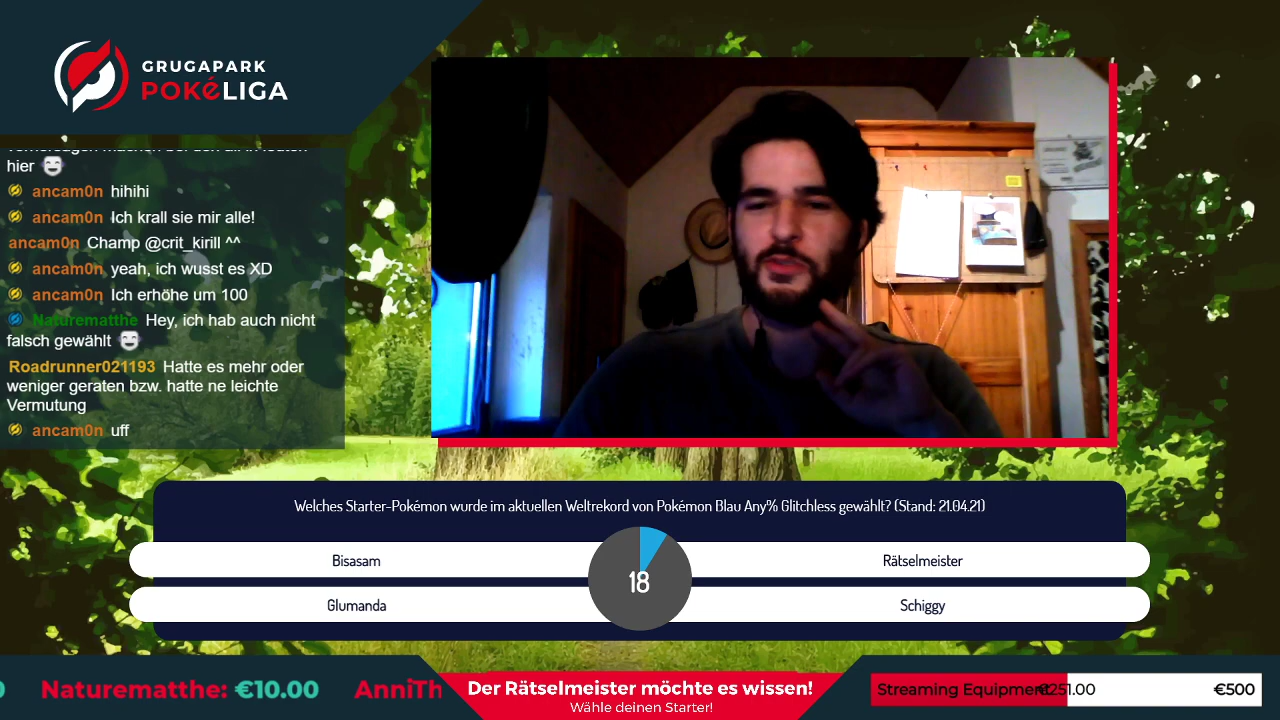 GRUGAPARK
POKéLIGA
hier
ancam0n hihihi
ancam0n Ich krall sie mir alle!
ancam0n Champ @crit_kirill ^^
ancam0n yeah, ich wusst es XD
ancam0n Ich erhöhe um 100
Naturematthe Hey, ich hab auch nicht
falsch gewählt
Roadrunner021193 Hatte es mehr oder
weniger geraten bzw. hatte ne leichte
Vermutung
ancam0n uff
Welches Starter-Pokémon wurde im aktuellen Weltrekord von Pokémon Blau Any% Glitchless gewählt? (Stand: 21.04.21)
Bisasam
Rätselmeister
18
Glumanda
Schiggy
Naturematthe: €10.00 AnniTh
Der Rätselmeister möchte es wissen!
Wähle deinen Starter!
Streaming Equipment €251.00 €500